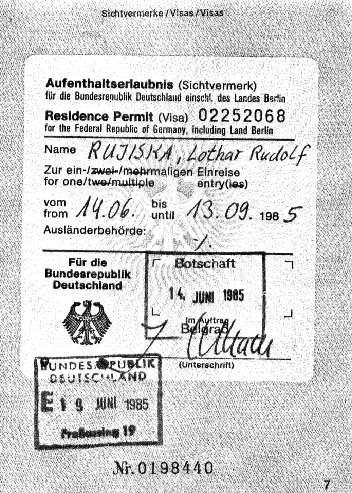 Sichtvermerke/Visas/Visas
Aufenthaltserlaubnis (Sichtvermerk)
für die Bundesrepublik Deutschland einschl. des Landes Berlin
Residence Permit (Visa) 02252068
for the Federal Republic of Germany, including Land Berlin
Name RUJISKA, Lothar Rudolf
Zur ein-/zwei-/mehrmaligen Einreise
for one/two/multiple entry(ies)
vom 14.06. bis 13.09. 1985
from until
Ausländerbehörde:
Für die
Bundesrepublik
Deutschland
Botschaft
14. JUNI 1985
Im Auftrag
Belgrad
(Unterschrift)
BUNDESREPUBLIK
DEUTSCHLAND
E 19 JUNI 1985
19
Nr. 0198440
7